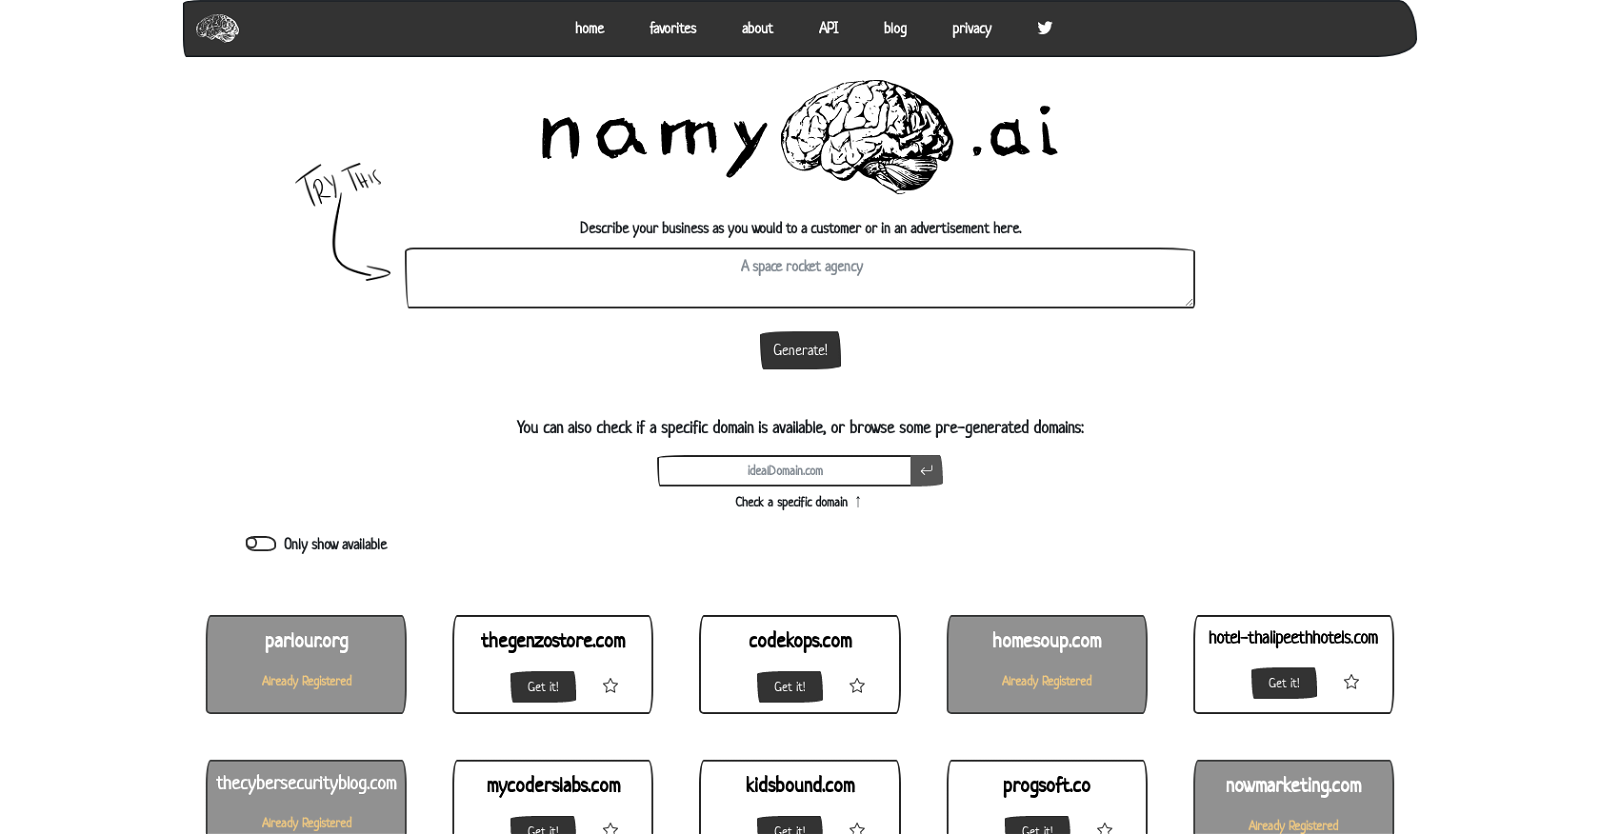 home favorites about API blog privacy
namy .ai
TRY THIS
Describe your business as you would to a customer or in an advertisement here.
A space rocket agency
Generate!
You can also check if a specific domain is available, or browse some pre-generated domains:
idealDomain.com
Check a specific domain ↑
Only show available
parlour.org thegenzostore.com codekops.com homesoup.com hotel-thalipeethhotels.com
Already Registered Get it! Get it! Already Registered Get it!
thecybersecurityblog.com mycoderslabs.com kidsbound.com progsoft.co nowmarketing.com
Already Registered Get it! Get it! Get it! Already Registered